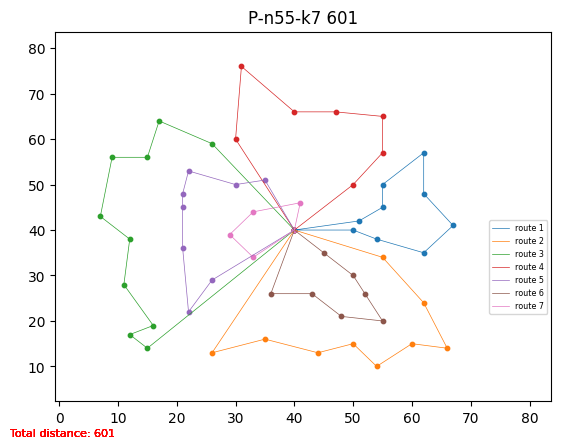 P-n55-k7 601
80
70
60
50
40
30
20
10
0 10 20 30 40 50 60 70 80
route 1
route 2
route 3
route 4
route 5
route 6
route 7
Total distance: 601